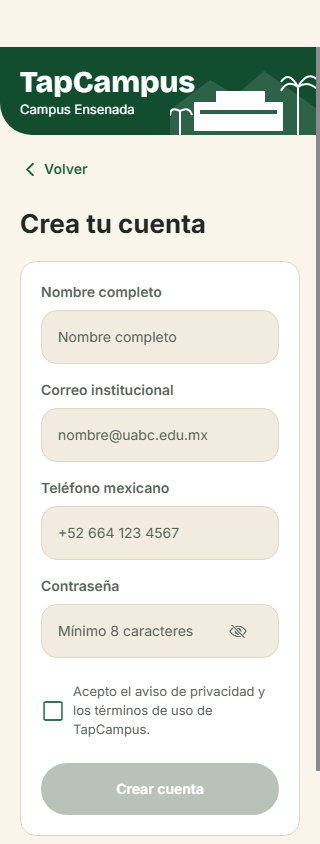 TapCampus
Campus Ensenada
Volver
Crea tu cuenta
Nombre completo
Nombre completo
Correo institucional
nombre@uabc.edu.mx
Teléfono mexicano
+52 664 123 4567
Contraseña
Mínimo 8 caracteres
Acepto el aviso de privacidad y
los términos de uso de
TapCampus.
Crear cuenta